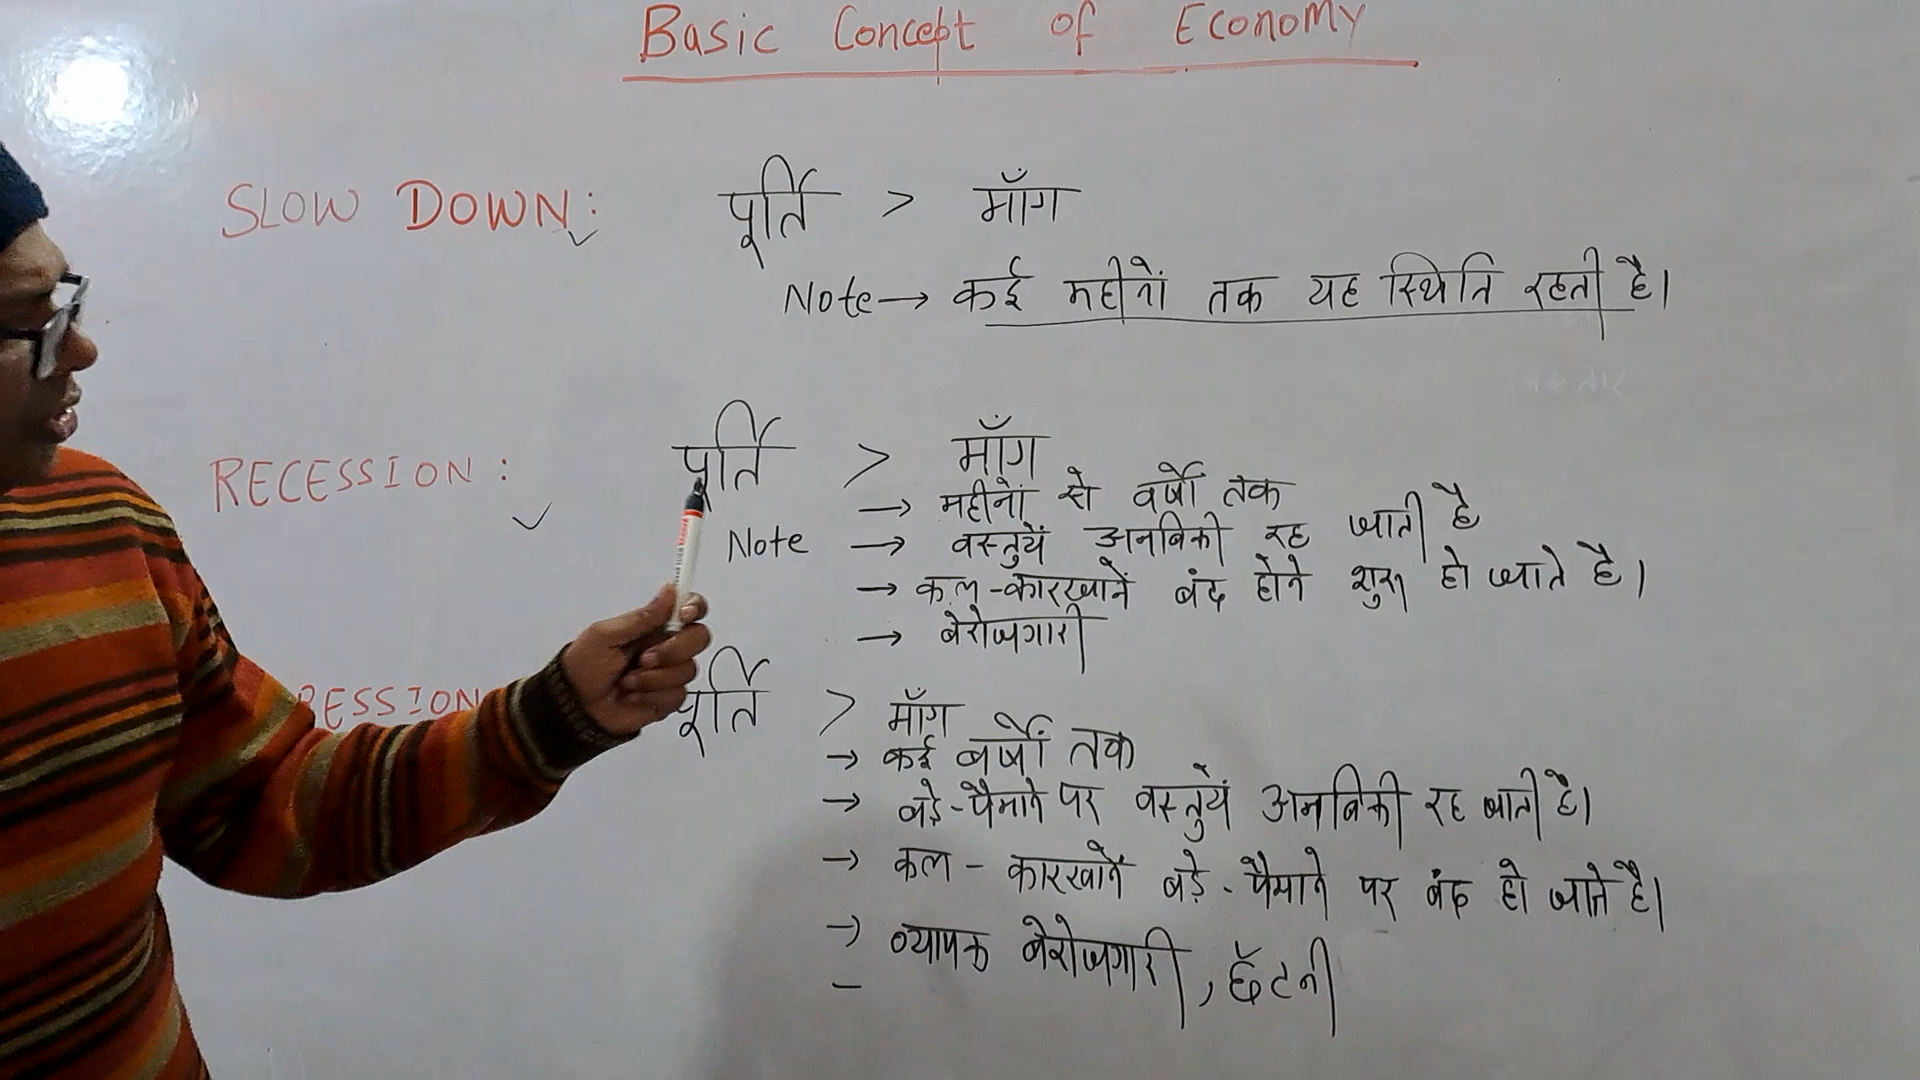 Basic Concept of Economy
SLOW DOWN: पूर्ति > माँग
Note → कई महीनों तक यह स्थिति रहती है।
RECESSION: पूर्ति > माँग
→ महीनों से वर्षों तक
Note → वस्तुयें अनबिकी रह जाती है
→ कल-कारखानें बंद होने शुरू हो जाते है।
→ बेरोजगारी
RESSION पूर्ति > माँग
→ कई वर्षों तक
→ बड़े-पैमाने पर वस्तुयें अनबिकी रह जाती है।
→ कल - कारखानें बड़े-पैमाने पर बंद हो जाते है।
→ व्यापक बेरोजगारी, छँटनी
-